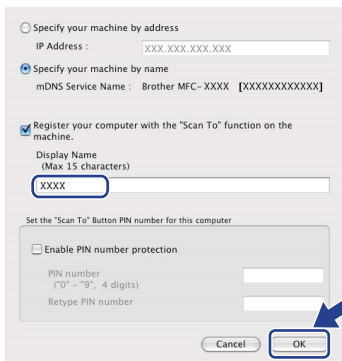 Specify your machine by address
IP Address : XXX.XXX.XXX.XXX
Specify your machine by name
mDNS Service Name : Brother MFC- XXXX [XXXXXXXXXXXX]
Register your computer with the "Scan To" function on the
machine.
Display Name
(Max 15 characters)
XXXX
Set the "Scan To" Button PIN number for this computer
Enable PIN number protection
PIN number
("0" - "9", 4 digits)
Retype PIN number
Cancel OK